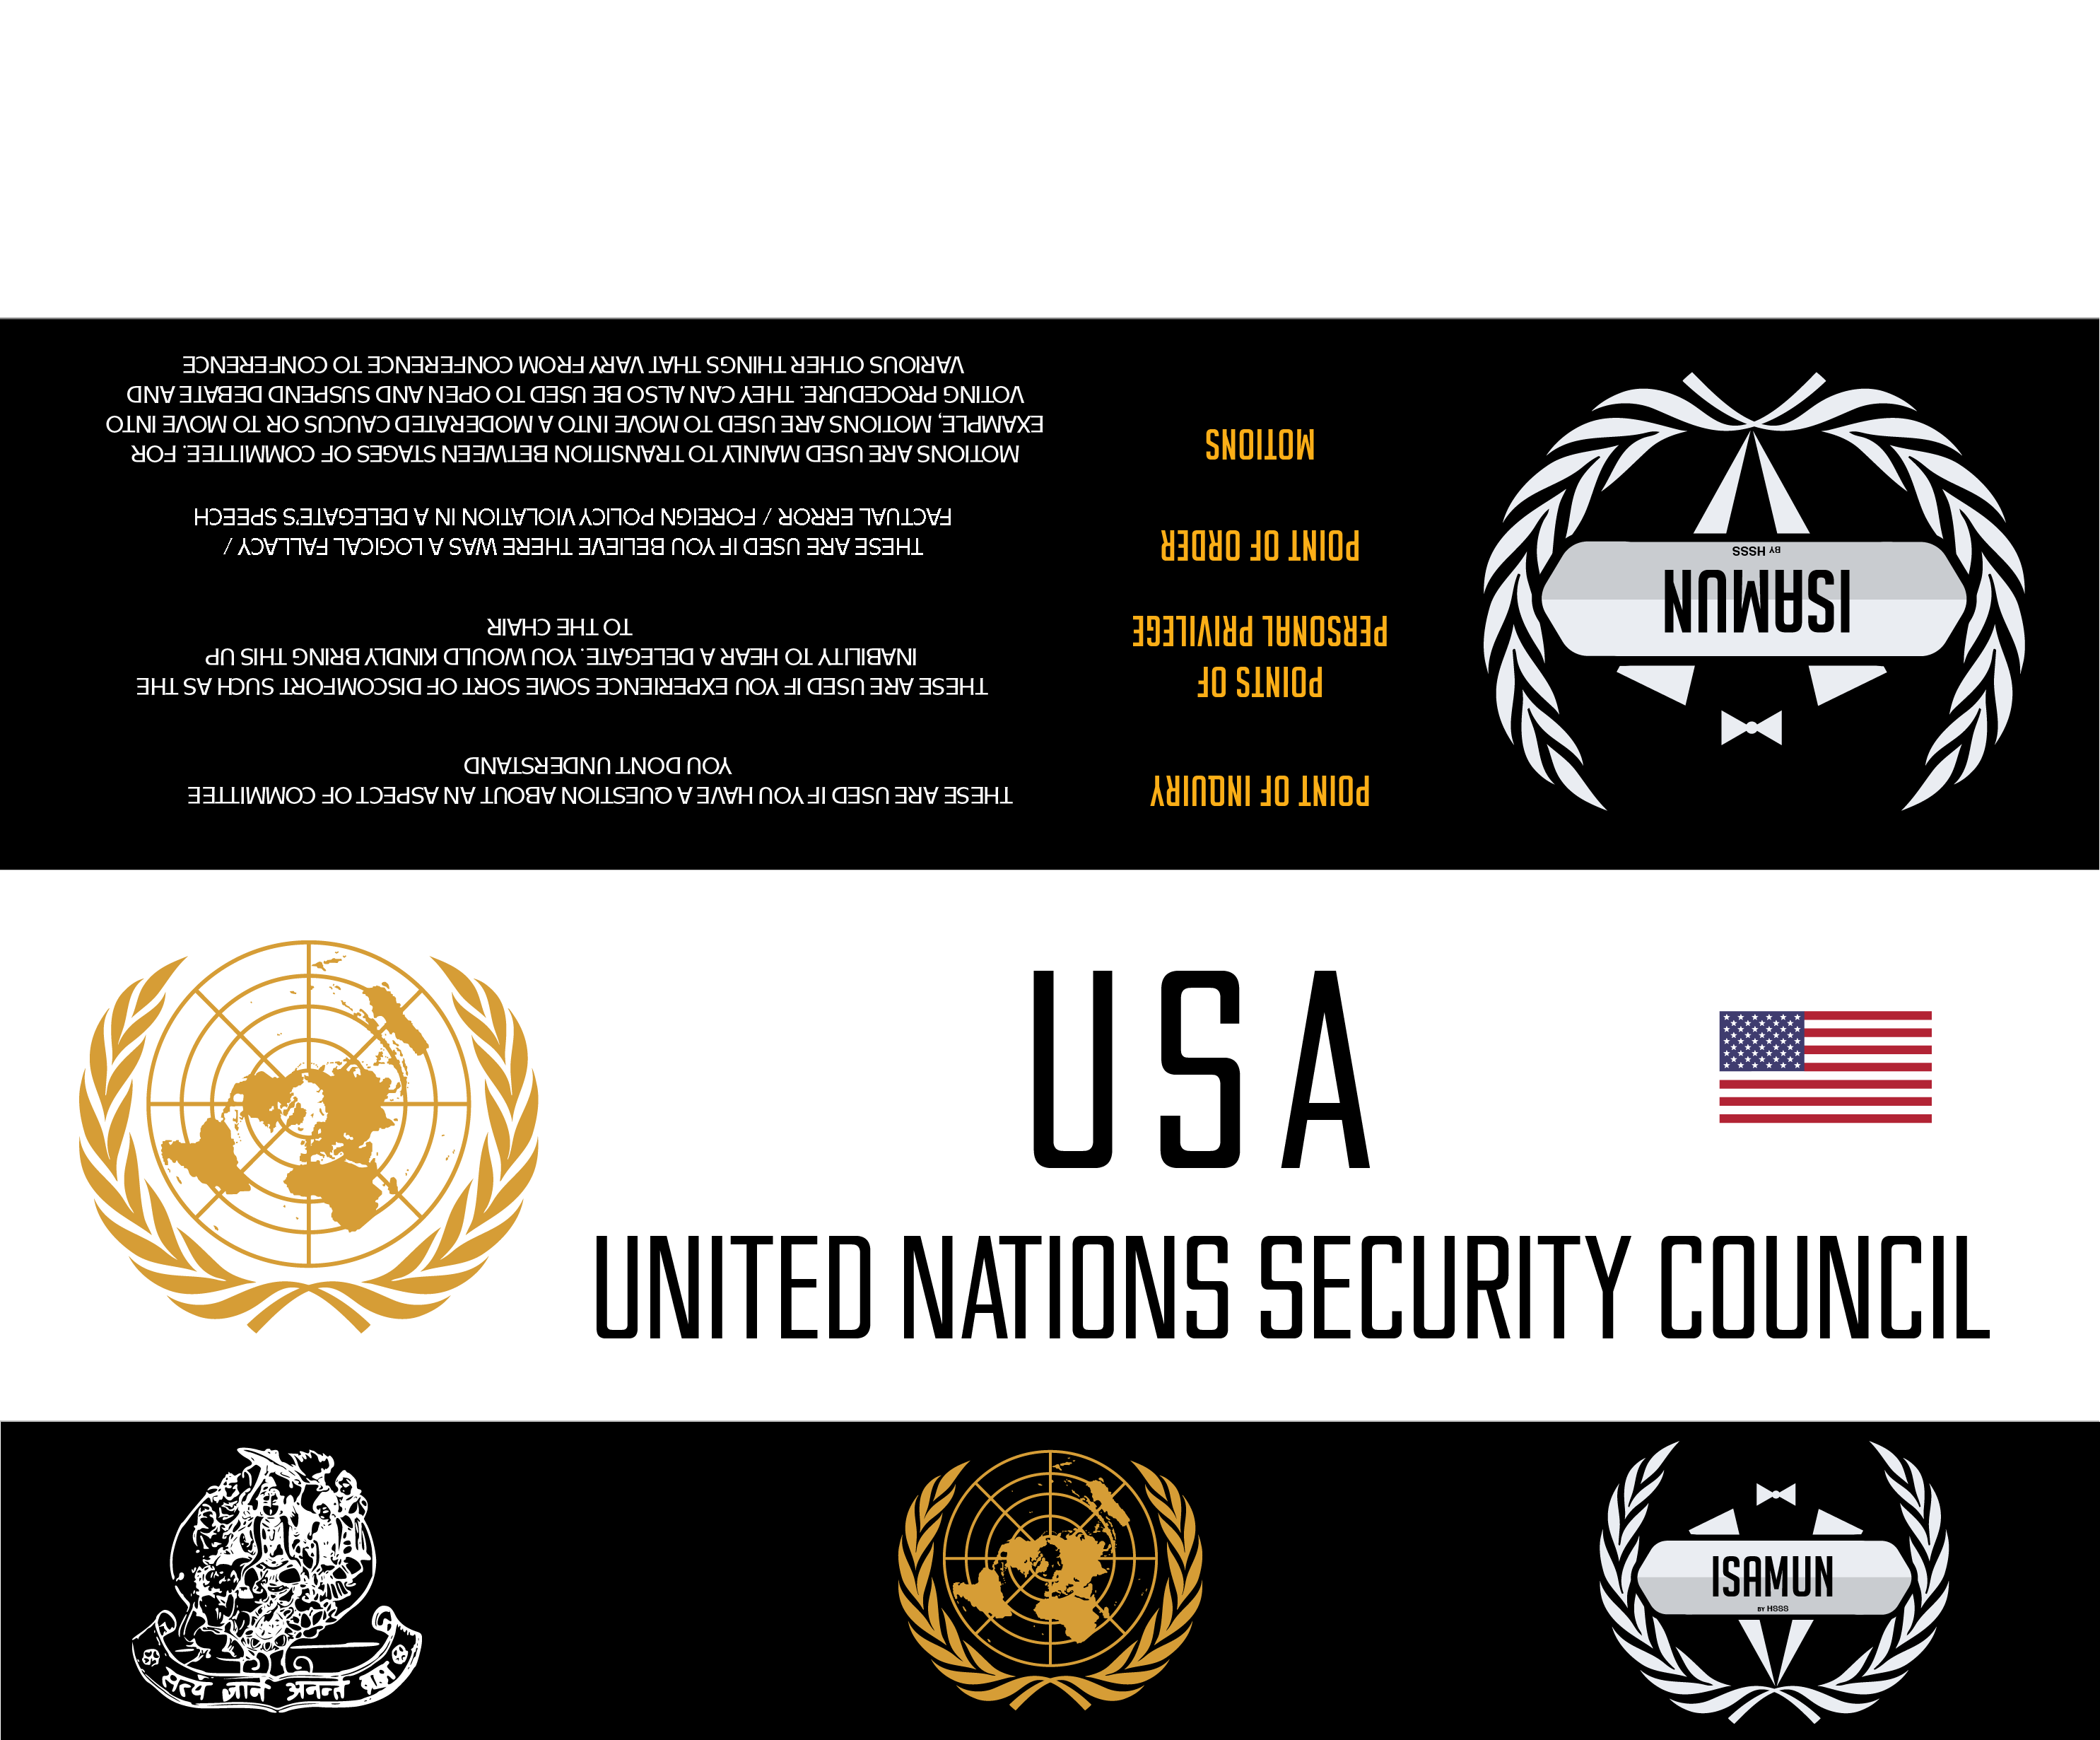 ISAMUN
BY HSSS
POINT OF INQUIRY
THESE ARE USED IF YOU HAVE A QUESTION ABOUT AN ASPECT OF COMMITTEE
YOU DON'T UNDERSTAND
POINTS OF
PERSONAL PRIVILEGE
THESE ARE USED IF YOU EXPERIENCE SOME SORT OF DISCOMFORT SUCH AS THE
INABILITY TO HEAR A DELEGATE. YOU WOULD KINDLY BRING THIS UP
TO THE CHAIR
POINT OF ORDER
THESE ARE USED IF YOU BELIEVE THERE WAS A LOGICAL FALLACY /
FACTUAL ERROR / FOREIGN POLICY VIOLATION IN A DELEGATE'S SPEECH
MOTIONS
MOTIONS ARE USED MAINLY TO TRANSITION BETWEEN STAGES OF COMMITTEE. FOR
EXAMPLE, MOTIONS ARE USED TO MOVE INTO A MODERATED CAUCUS OR TO MOVE INTO
VOTING PROCEDURE. THEY CAN ALSO BE USED TO OPEN AND SUSPEND DEBATE AND
VARIOUS OTHER THINGS THAT VARY FROM CONFERENCE TO CONFERENCE
USA
UNITED NATIONS SECURITY COUNCIL
सत्यं ज्ञानं अनन्तं ब्रह्म
ISAMUN
BY HSSS